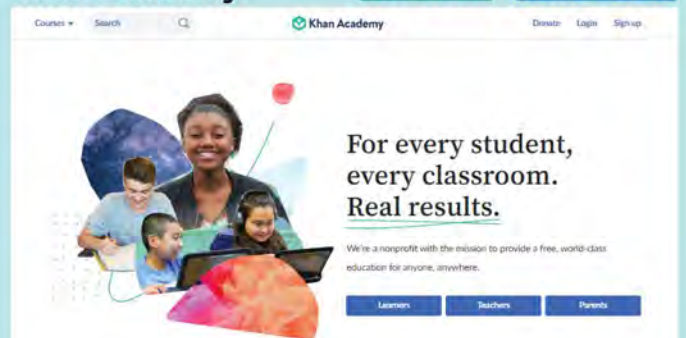 Courses Search Khan Academy Donate Login Sign up
For every student,
every classroom.
Real results.
We're a nonprofit with the mission to provide a free, world-class
education for anyone, anywhere.
Learners Teachers Parents